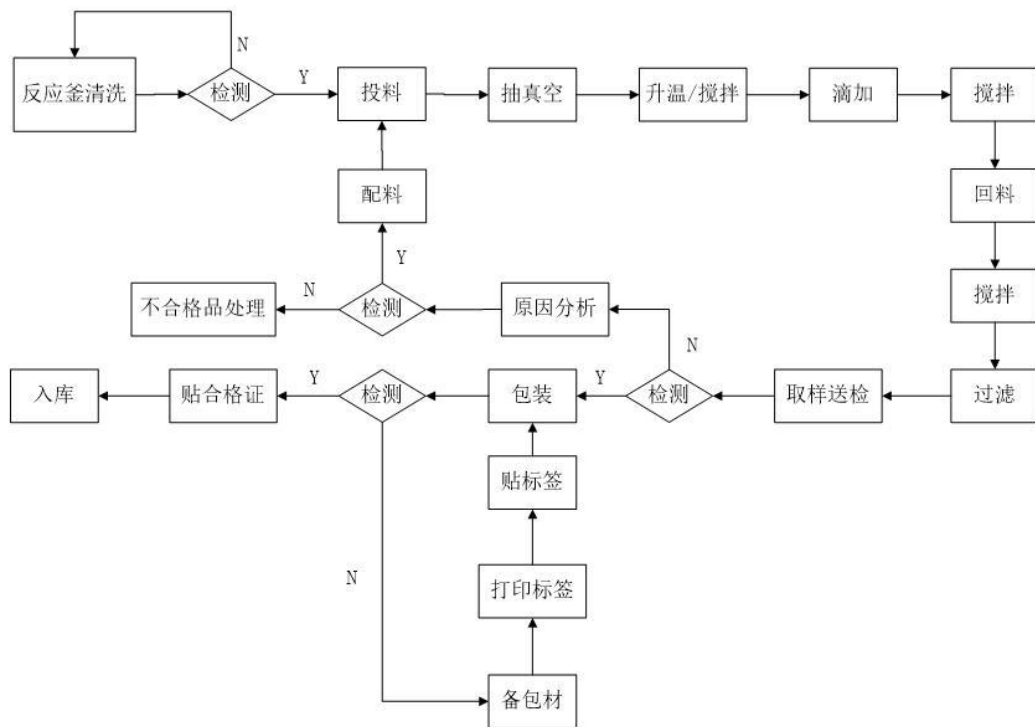 N
反应釜清洗
检测
Y
投料
抽真空
升温/搅拌
滴加
搅拌
配料
回料
Y
不合格品处理
N
检测
原因分析
搅拌
N
入库
贴合格证
Y
检测
包装
Y
检测
取样送检
过滤
贴标签
N
打印标签
备包材